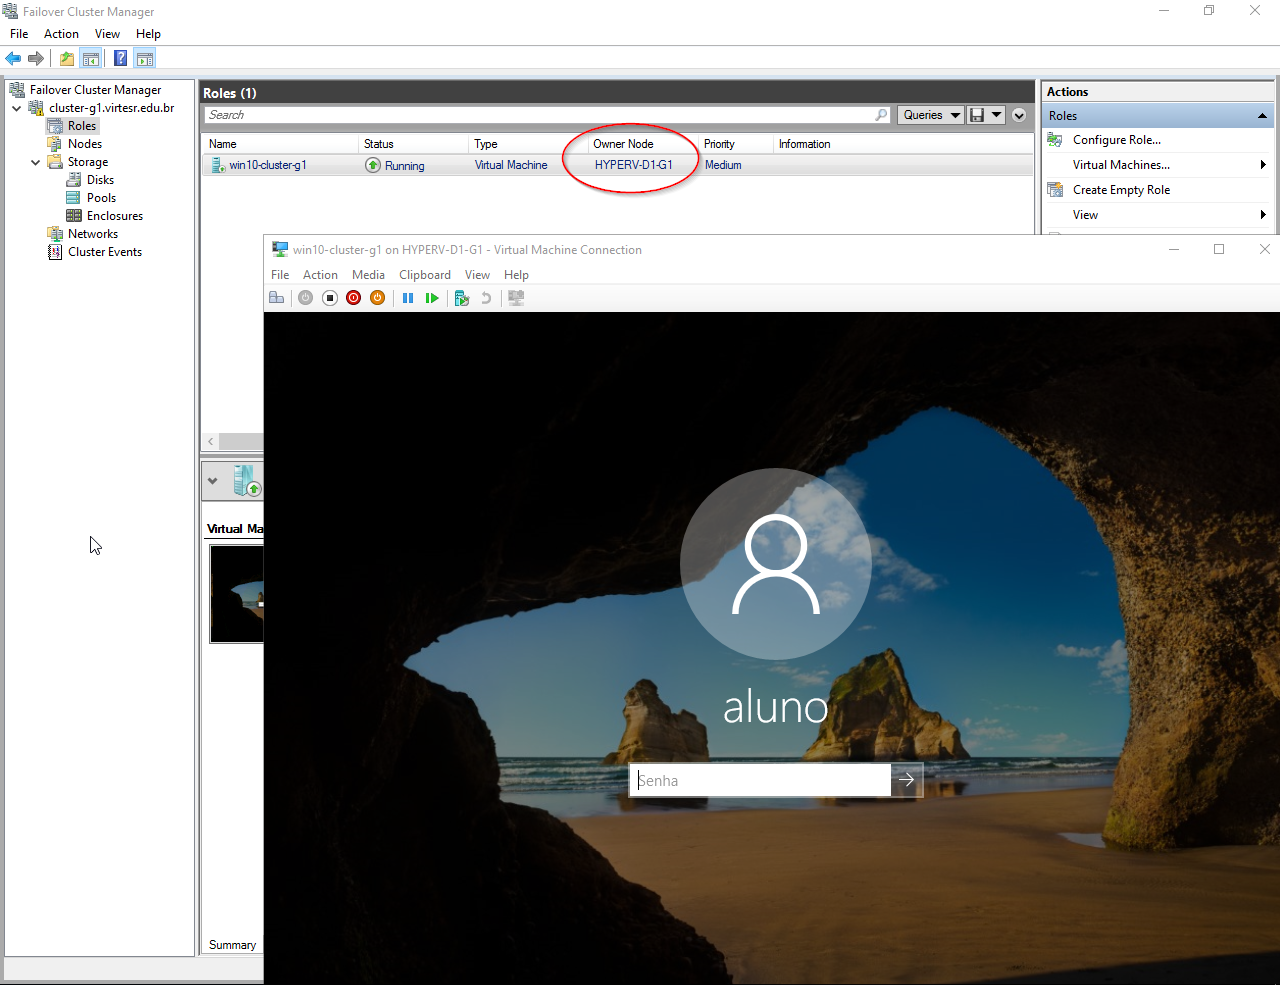 Failover Cluster Manager
File Action View Help
Failover Cluster Manager
cluster-g1.virtesr.edu.br
Roles
Nodes
Storage
Disks
Pools
Enclosures
Networks
Cluster Events
Roles (1)
Search
Queries
Name Status Type Owner Node Priority Information
win10-cluster-g1 Running Virtual Machine HYPERV-D1-G1 Medium
Actions
Roles
Configure Role...
Virtual Machines...
Create Empty Role
View
Virtual Ma
Summary
win10-cluster-g1 on HYPERV-D1-G1 - Virtual Machine Connection
File Action Media Clipboard View Help
aluno
Senha